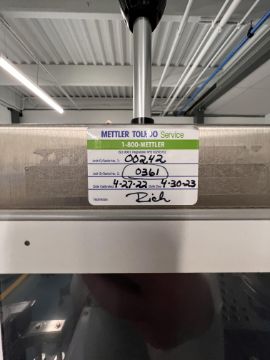 METTLER TOLEDO Service
1-800-METTLER
00242
0361
4-27-22 4-30-23
Rich